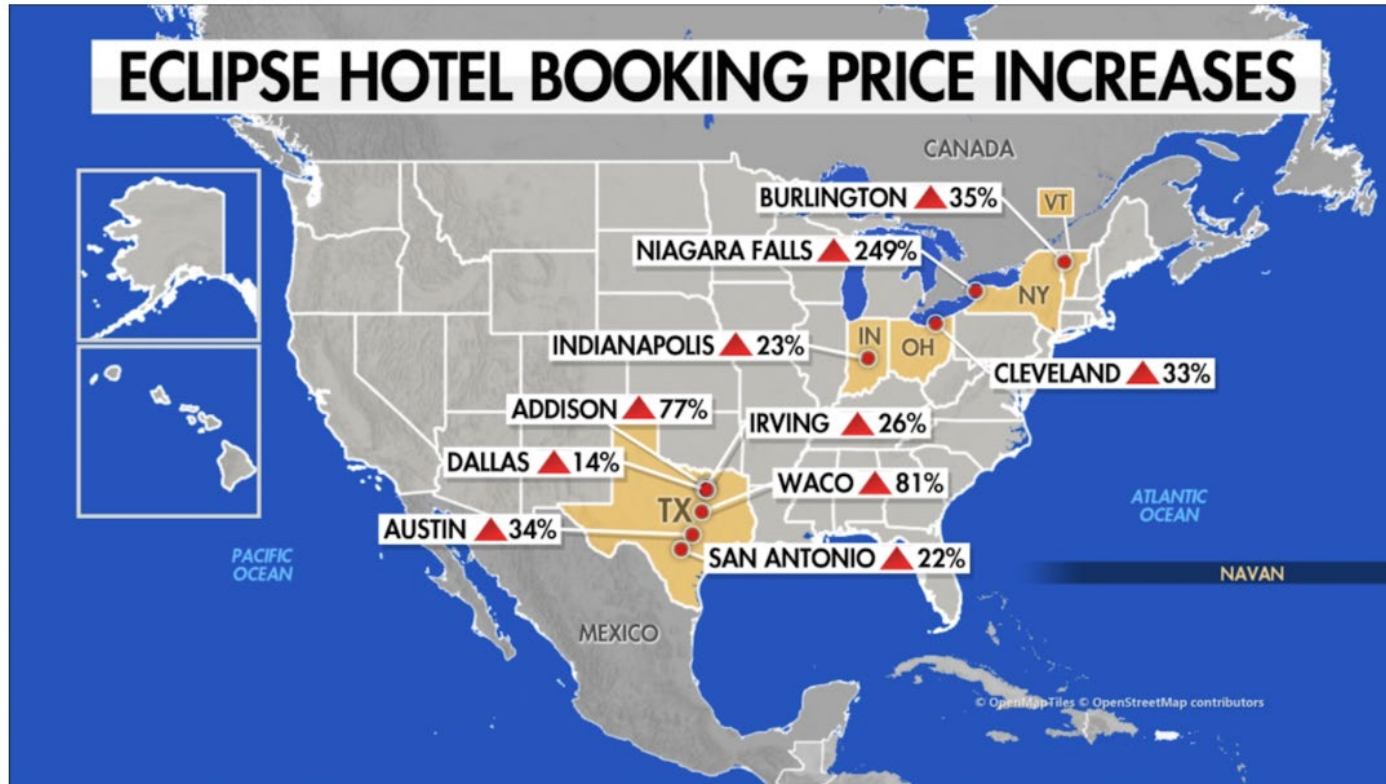 ECLIPSE HOTEL BOOKING PRICE INCREASES
CANADA
BURLINGTON 35%
VT
NIAGARA FALLS 249%
NY
IN
OH
INDIANAPOLIS 23%
CLEVELAND 33%
ADDISON 77%
IRVING 26%
DALLAS 14%
WACO 81%
TX
AUSTIN 34%
SAN ANTONIO 22%
ATLANTIC
OCEAN
PACIFIC
OCEAN
NAVAN
MEXICO
© OpenMapTiles © OpenStreetMap contributors